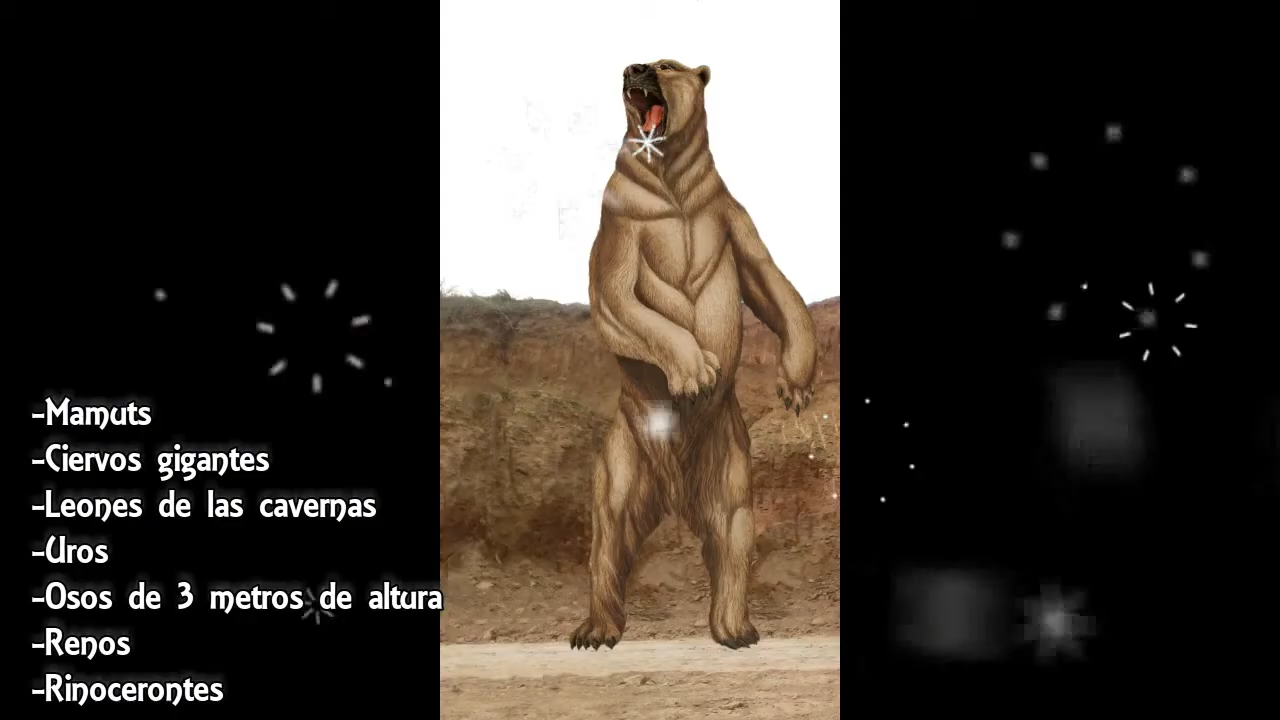 -Mamuts
-Ciervos gigantes
-Leones de las cavernas
-Uros
-Osos de 3 metros de altura
-Renos
-Rinocerontes